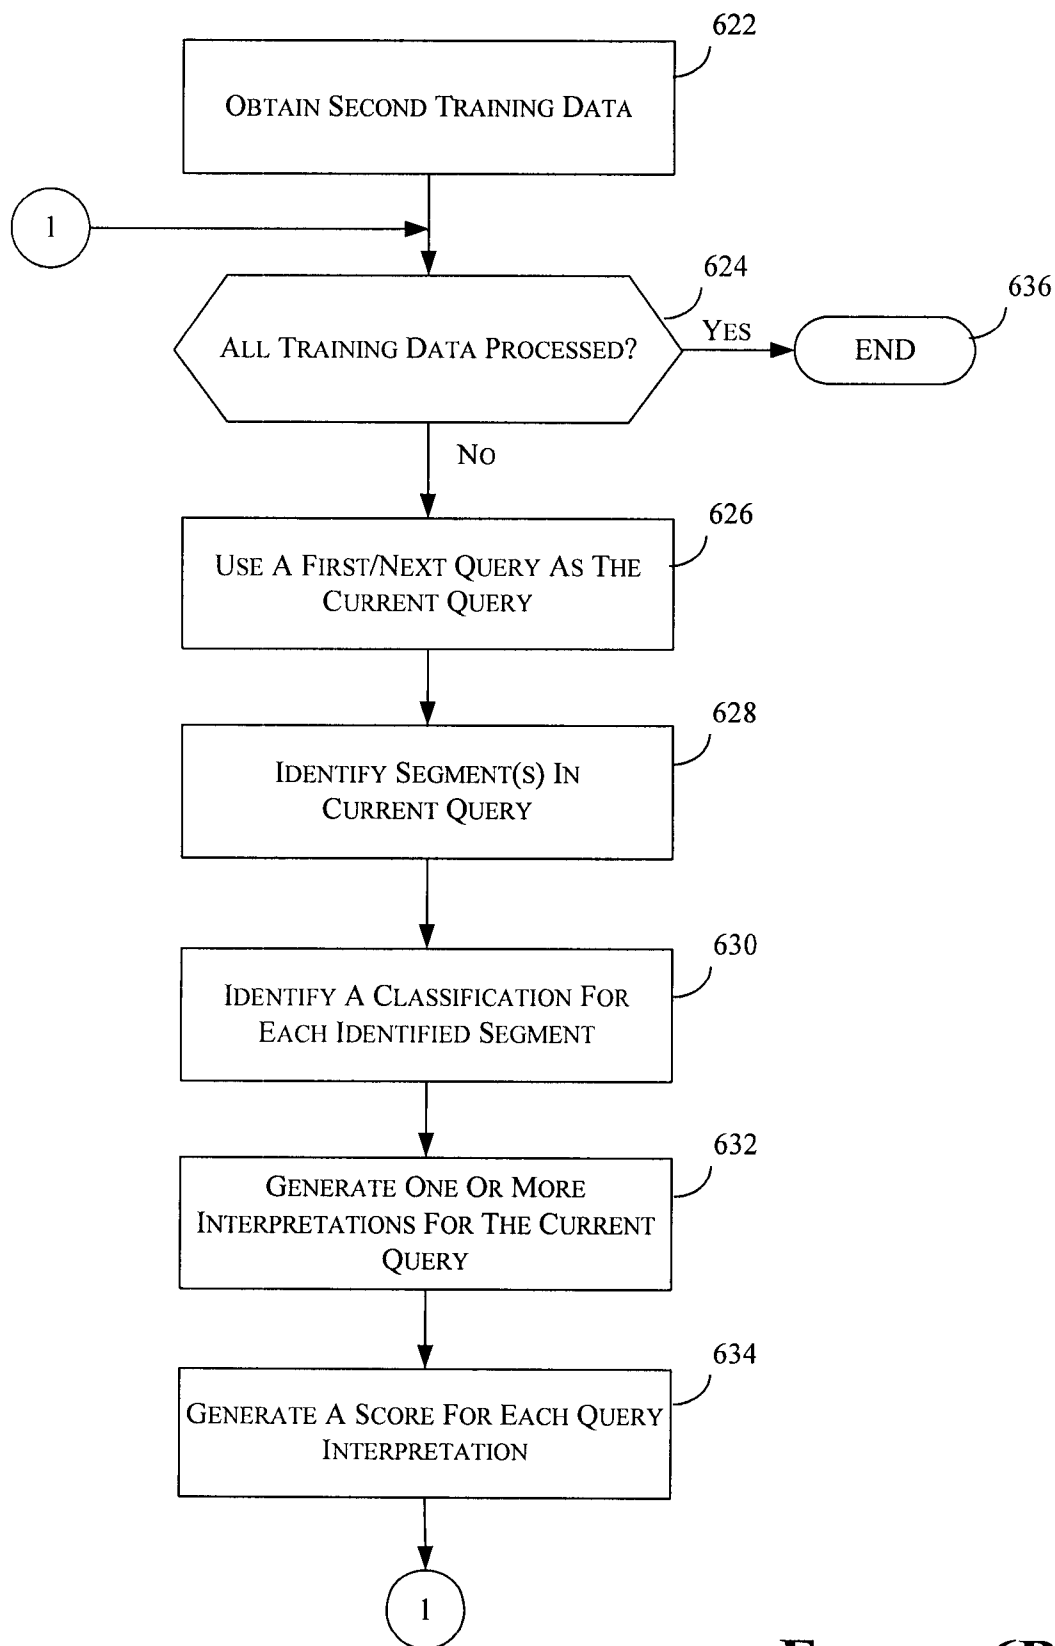 622
OBTAIN SECOND TRAINING DATA
1
624
636
ALL TRAINING DATA PROCESSED?
YES
END
NO
626
USE A FIRST/NEXT QUERY AS THE
CURRENT QUERY
628
IDENTIFY SEGMENT(S) IN
CURRENT QUERY
630
IDENTIFY A CLASSIFICATION FOR
EACH IDENTIFIED SEGMENT
632
GENERATE ONE OR MORE
INTERPRETATIONS FOR THE CURRENT
QUERY
634
GENERATE A SCORE FOR EACH QUERY
INTERPRETATION
1